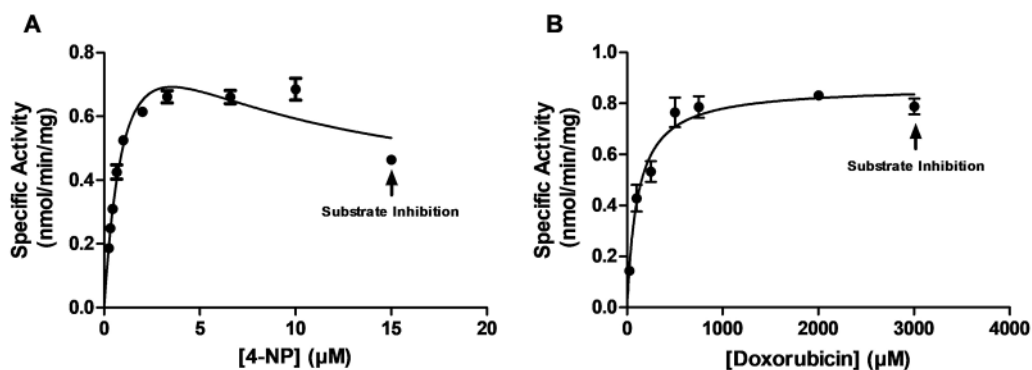 A
Specific Activity
(nmol/min/mg)
0.8
0.6
0.4
0.2
0.0
0
5
10
15
20
[4-NP] (µM)
Substrate Inhibition
B
Specific Activity
(nmol/min/mg)
1.0
0.8
0.6
0.4
0.2
0.0
0
1000
2000
3000
4000
[Doxorubicin] (µM)
Substrate Inhibition